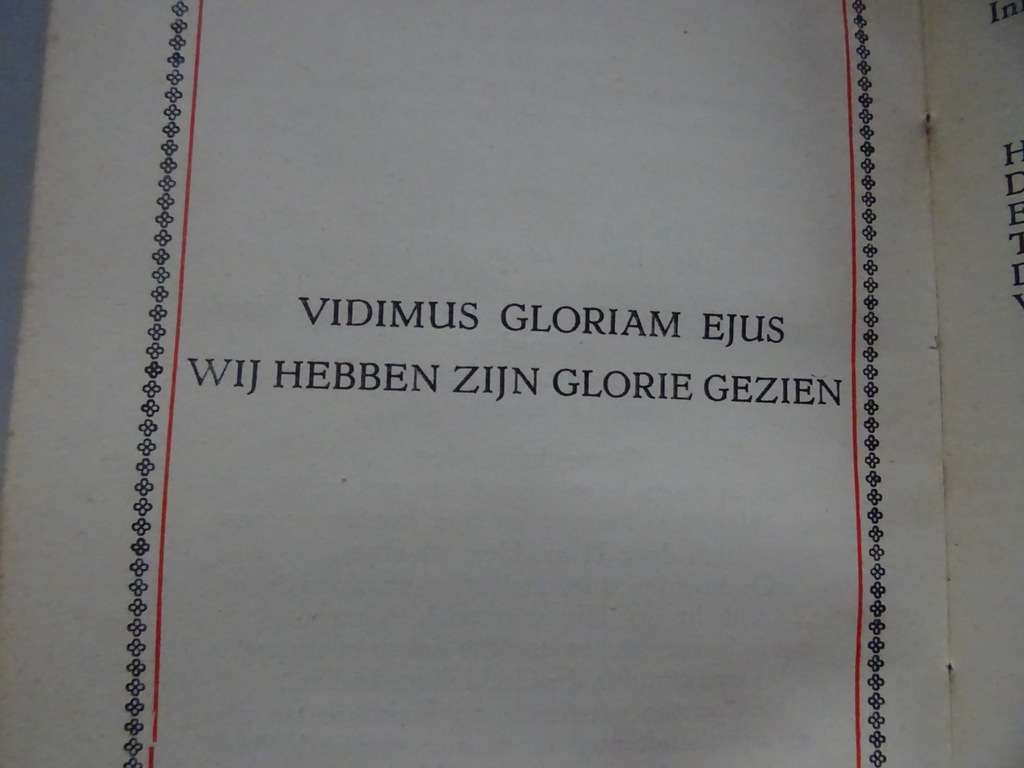 VIDIMUS GLORIAM EJUS
WIJ HEBBEN ZIJN GLORIE GEZIEN